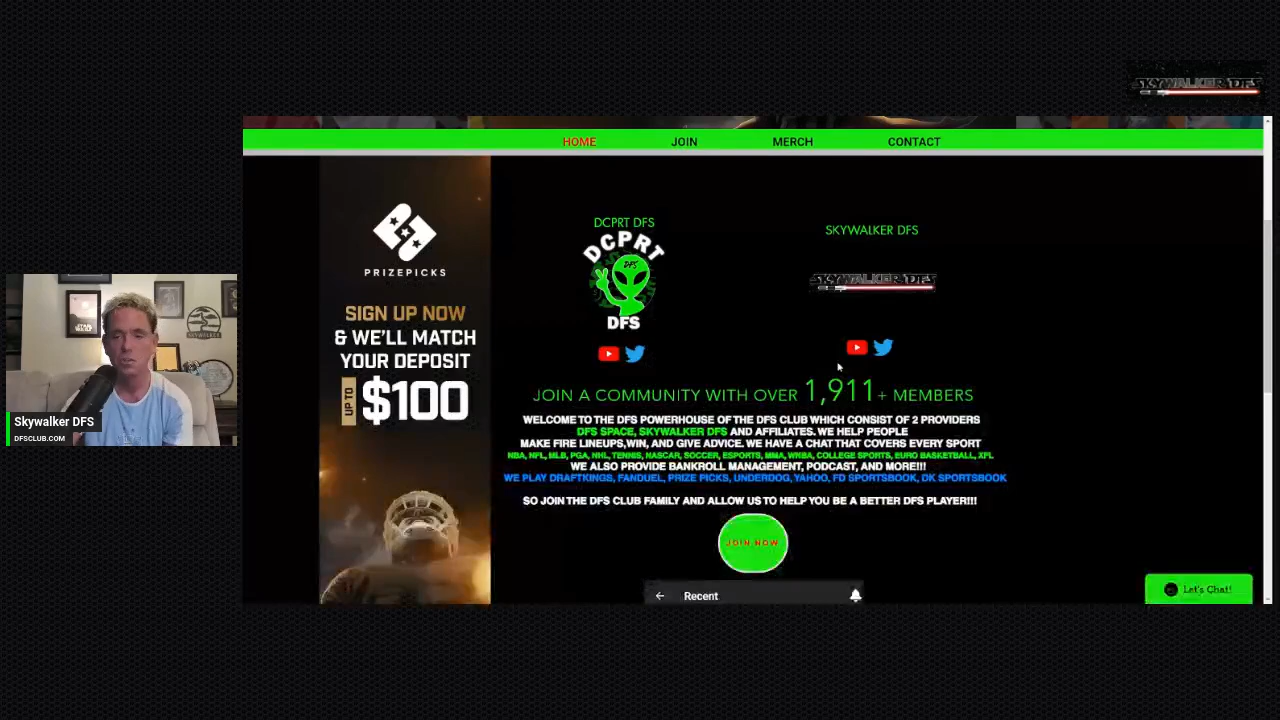 SKYWALKER DFS
HOME
JOIN
MERCH
CONTACT
PRIZEPICKS
SIGN UP NOW
& WE'LL MATCH
YOUR DEPOSIT
UP TO $100
DCPRT DFS
DCPRT
DFS
DFS
SKYWALKER DFS
SKYWALKER DFS
JOIN A COMMUNITY WITH OVER 1,911+ MEMBERS
WELCOME TO THE DFS POWERHOUSE OF THE DFS CLUB WHICH CONSIST OF 2 PROVIDERS
DFS SPACE, SKYWALKER DFS AND AFFILIATES. WE HELP PEOPLE
MAKE FIRE LINEUPS,WIN, AND GIVE ADVICE. WE HAVE A CHAT THAT COVERS EVERY SPORT
NBA, NFL, MLB, PGA, NHL, TENNIS, NASCAR, SOCCER, ESPORTS, MMA, WNBA, COLLEGE SPORTS, EURO BASKETBALL, XFL
WE ALSO PROVIDE BANKROLL MANAGEMENT, PODCAST, AND MORE!!!
WE PLAY DRAFTKINGS, FANDUEL, PRIZE PICKS, UNDERDOG, YAHOO, FD SPORTSBOOK, DK SPORTSBOOK
SO JOIN THE DFS CLUB FAMILY AND ALLOW US TO HELP YOU BE A BETTER DFS PLAYER!!!
JOIN NOW
Recent
Let's Chat!
Skywalker DFS
DFSCLUB.COM